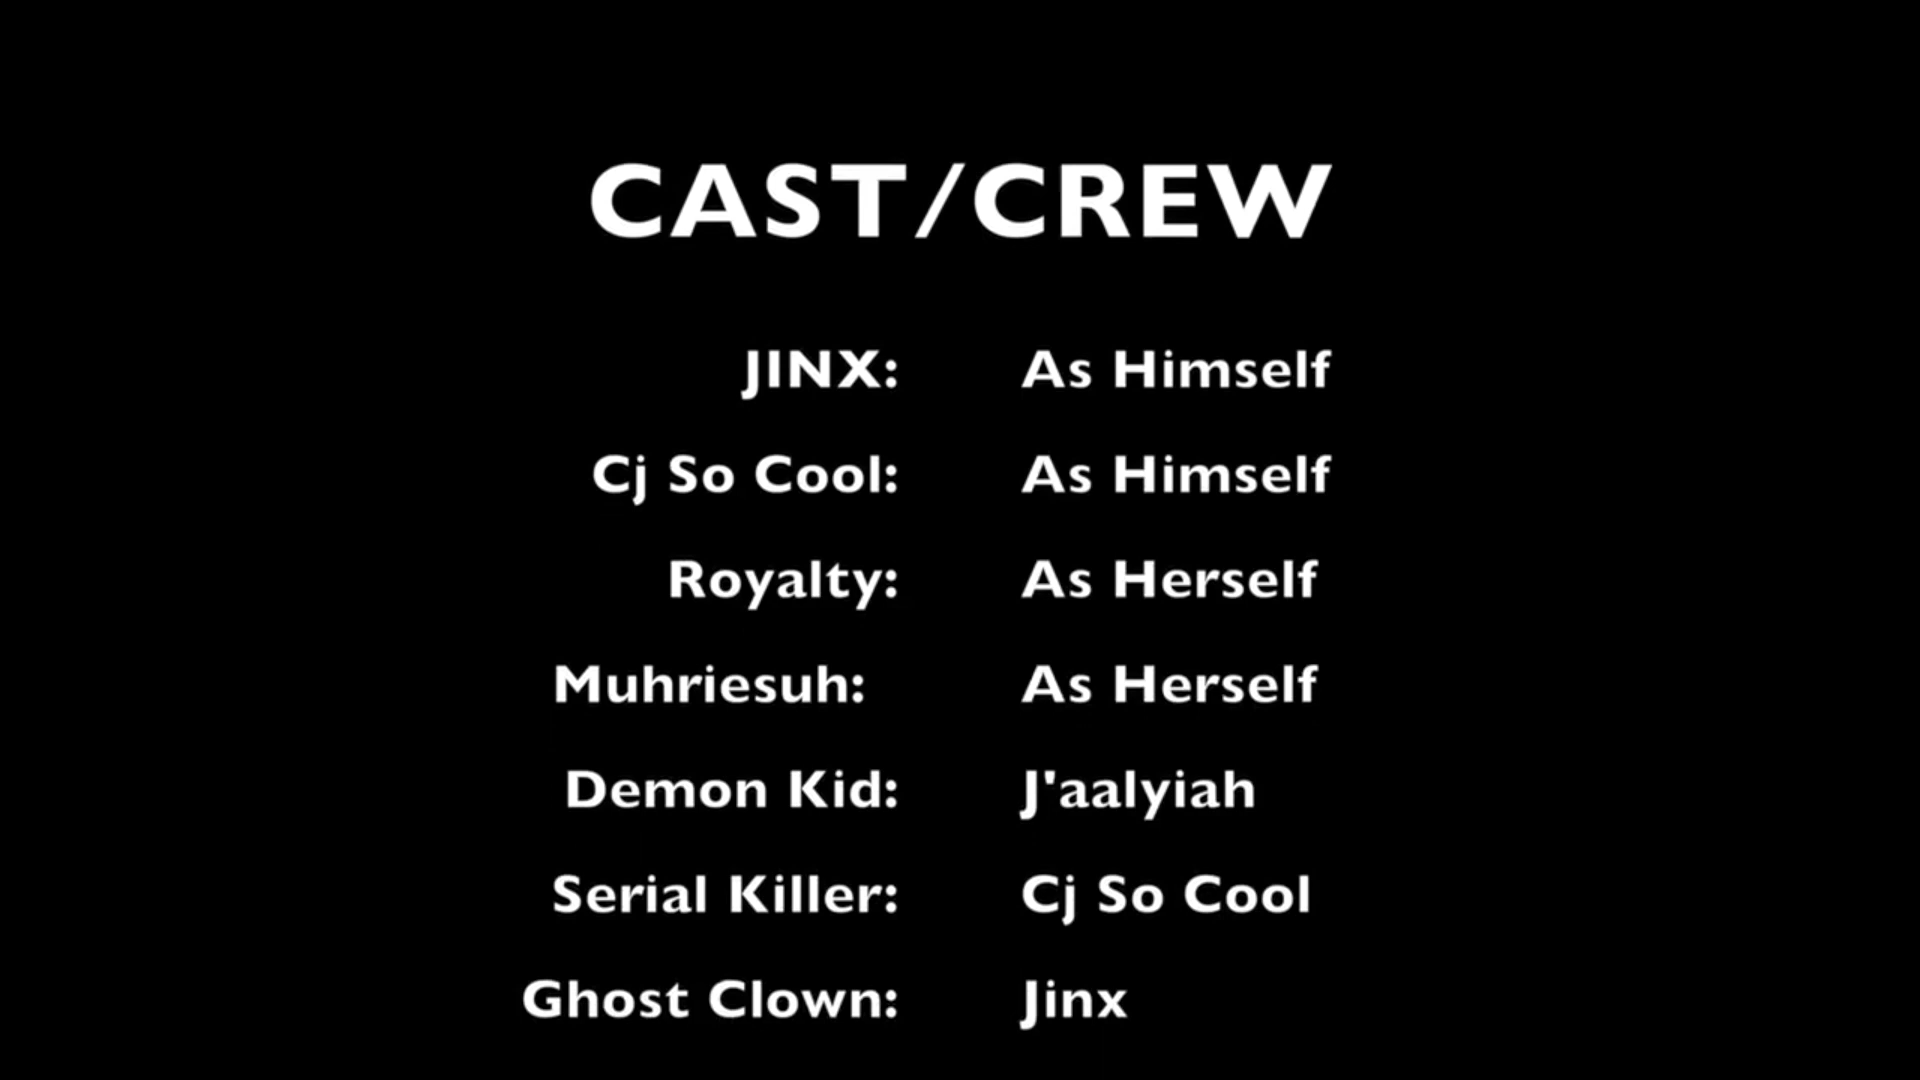 CAST/CREW
JINX: As Himself
Cj So Cool: As Himself
Royalty: As Herself
Muhriesuh: As Herself
Demon Kid: J'aalyiah
Serial Killer: Cj So Cool
Ghost Clown: Jinx